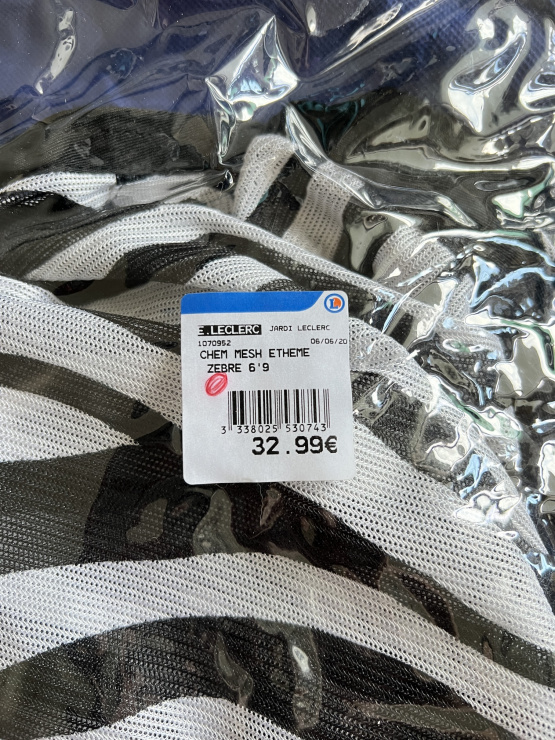 E.LECLERC JARDI LECLERC
1070952 06/06/20
CHEM MESH ETHEME
ZEBRE 6'9
3 338025 530743
32.99€